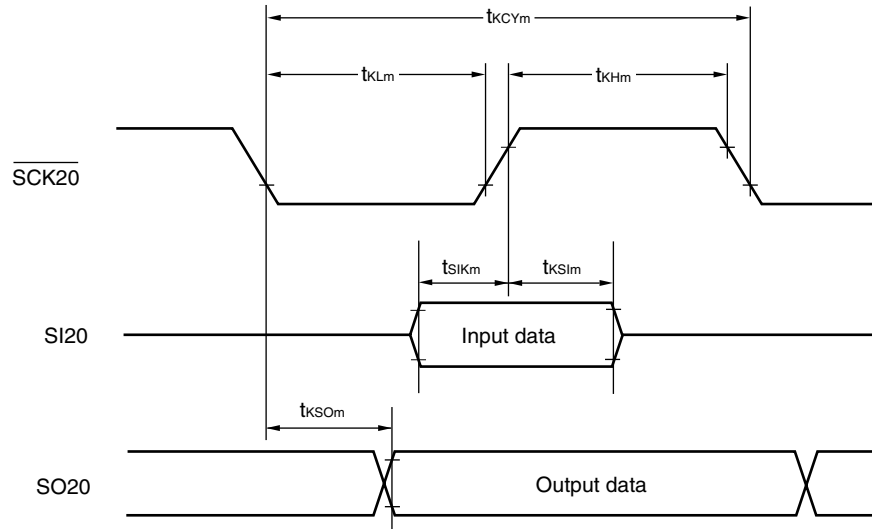 tKCYm
tKLm
tKHm
SCK20
tSIKm
tKSIm
SI20
Input data
tKSOm
SO20
Output data